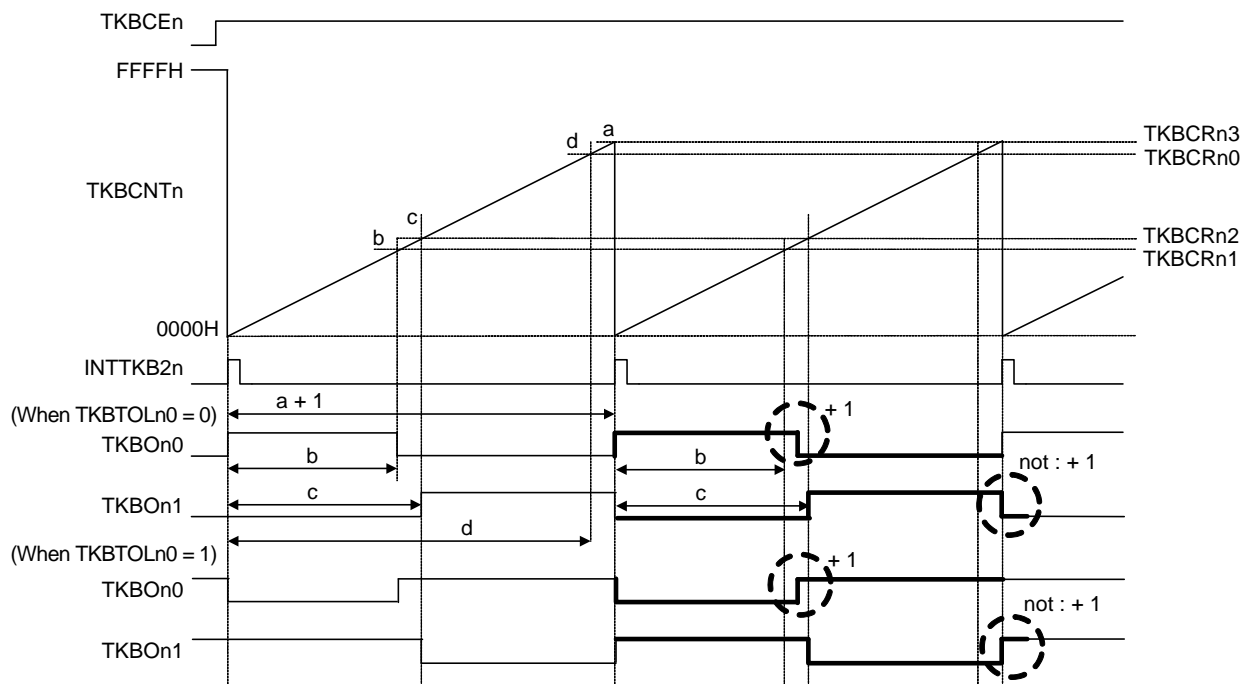 TKBCEn
FFFFH
a
TKBCRn3
d
TKBCRn0
TKBCNTn
c
TKBCRn2
b
TKBCRn1
0000H
INTTKB2n
(When TKBTOLn0 = 0)
a + 1
+ 1
TKBOn0
b
b
not : + 1
c
c
TKBOn1
d
(When TKBTOLn0 = 1)
+ 1
TKBOn0
not : + 1
TKBOn1